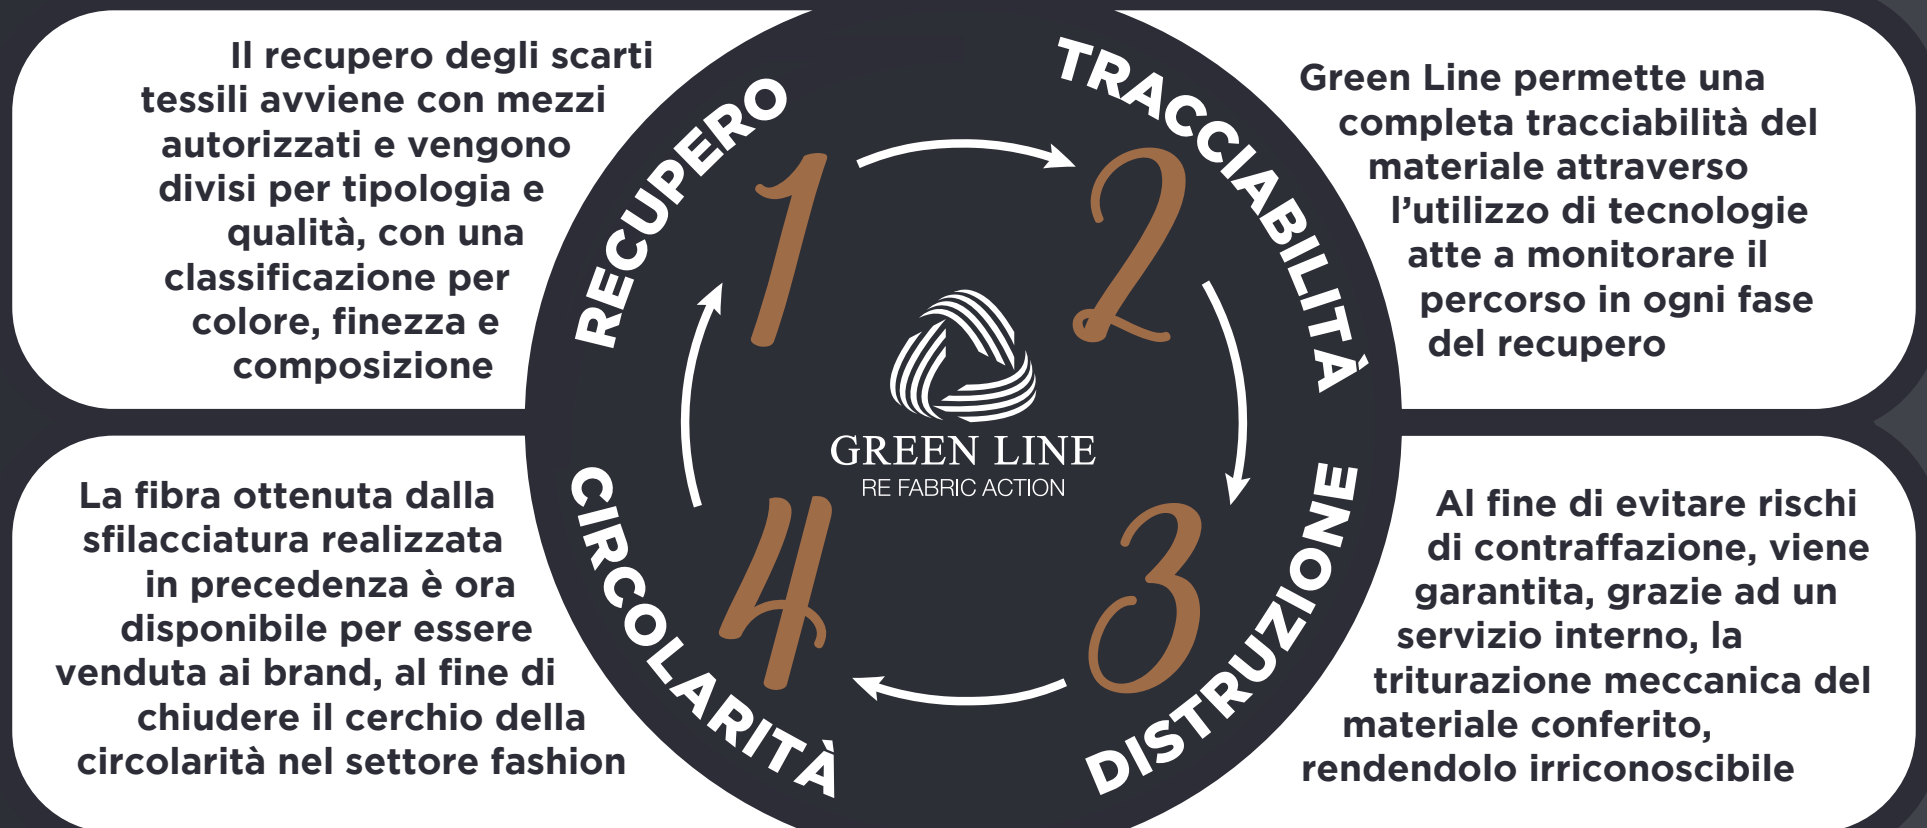 Il recupero degli scarti
tessili avviene con mezzi
autorizzati e vengono
divisi per tipologia e
qualità, con una
classificazione per
colore, finezza e
composizione
RECUPERO
1
TRACCIABILITÀ
2
Green Line permette una
completa tracciabilità del
materiale attraverso
l’utilizzo di tecnologie
atte a monitorare il
percorso in ogni fase
del recupero
GREEN LINE
RE FABRIC ACTION
DISTRUZIONE
3
Al fine di evitare rischi
di contraffazione, viene
garantita, grazie ad un
servizio interno, la
triturazione meccanica del
materiale conferito,
rendendolo irriconoscibile
CIRCOLARITÀ
4
La fibra ottenuta dalla
sfilacciatura realizzata
in precedenza è ora
disponibile per essere
venduta ai brand, al fine di
chiudere il cerchio della
circolarità nel settore fashion